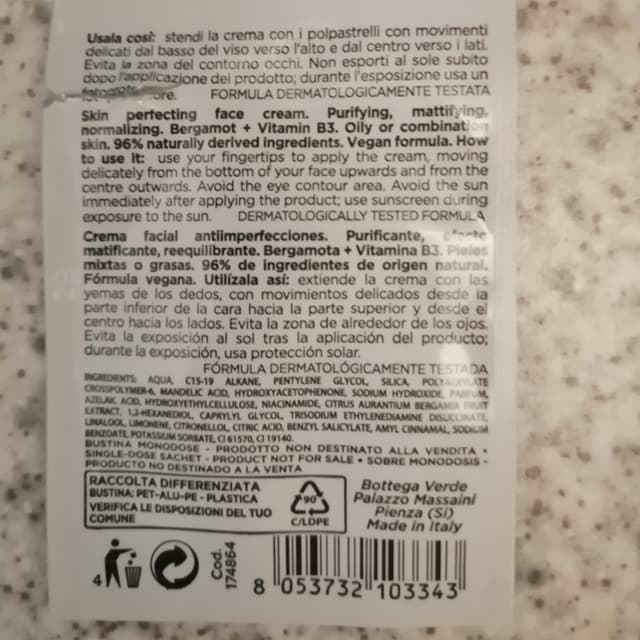 Usala così: stendi la crema con i polpastrelli con movimenti
delicati dal basso del viso verso l'alto e dal centro verso i lati.
Evita la zona del contorno occhi. Non esporti al sole subito
dopo l'applicazione del prodotto; durante l'esposizione usa un
FORMULA DERMATOLOGICAMENTE TESTATA
Skin perfecting face cream. Purifying, mattifying,
normalizing. Bergamot + Vitamin B3. Oily or combination
skin. 96% naturally derived ingredients. Vegan formula. How
to use it: use your fingertips to apply the cream, moving
delicately from the bottom of your face upwards and from the
centre outwards. Avoid the eye contour area. Avoid the sun
immediately after applying the product; use sunscreen during
exposure to the sun. DERMATOLOGICALLY TESTED FORMULA
Crema facial antiimperfecciones. Purificante, efecto
matificante, reequilibrante. Bergamota + Vitamina B3. Pieles
mixtas o grasas. 96% de ingredientes de origen natural.
Fórmula vegana. Utilízala así: extiende la crema con las
yemas de los dedos, con movimientos delicados desde la
parte inferior de la cara hacia la parte superior y desde el
centro hacia los lados. Evita la zona de alrededor de los ojos.
Evita la exposición al sol tras la aplicación del producto;
durante la exposición, usa protección solar.
FÓRMULA DERMATOLÓGICAMENTE TESTADA
INGREDIENTS: AQUA, C15-19 ALKANE, PENTYLENE GLYCOL, SILICA, POLYACRYLATE
CROSSPOLYMER-6, MANDELIC ACID, HYDROXYACETOPHENONE, SODIUM HYDROXIDE, PARFUM,
AZELAIC ACID, HYDROXYETHYLCELLULOSE, NIACINAMIDE, CITRUS AURANTIUM BERGAMIA FRUIT
EXTRACT, 1,2-HEXANEDIOL, CAPRYLYL GLYCOL, TRISODIUM ETHYLENEDIAMINE DISUCCINATE,
LINALOOL, LIMONENE, CITRONELLOL, CITRIC ACID, BENZYL SALICYLATE, AMYL CINNAMAL, SODIUM
BENZOATE, POTASSIUM SORBATE, CI 61570, CI 19140.
BUSTINA MONODOSE - PRODOTTO NON DESTINATO ALLA VENDITA •
SINGLE-DOSE SACHET - PRODUCT NOT FOR SALE • SOBRE MONODOSIS -
PRODUCTO NO DESTINADO A LA VENTA
RACCOLTA DIFFERENZIATA
BUSTINA: PET-ALU-PE - PLASTICA
VERIFICA LE DISPOSIZIONI DEL TUO
COMUNE
90
C/LDPE
Bottega Verde
Palazzo Massaini
Pienza (Si)
Made in Italy
4
Cod.
174864
8 053732 103343